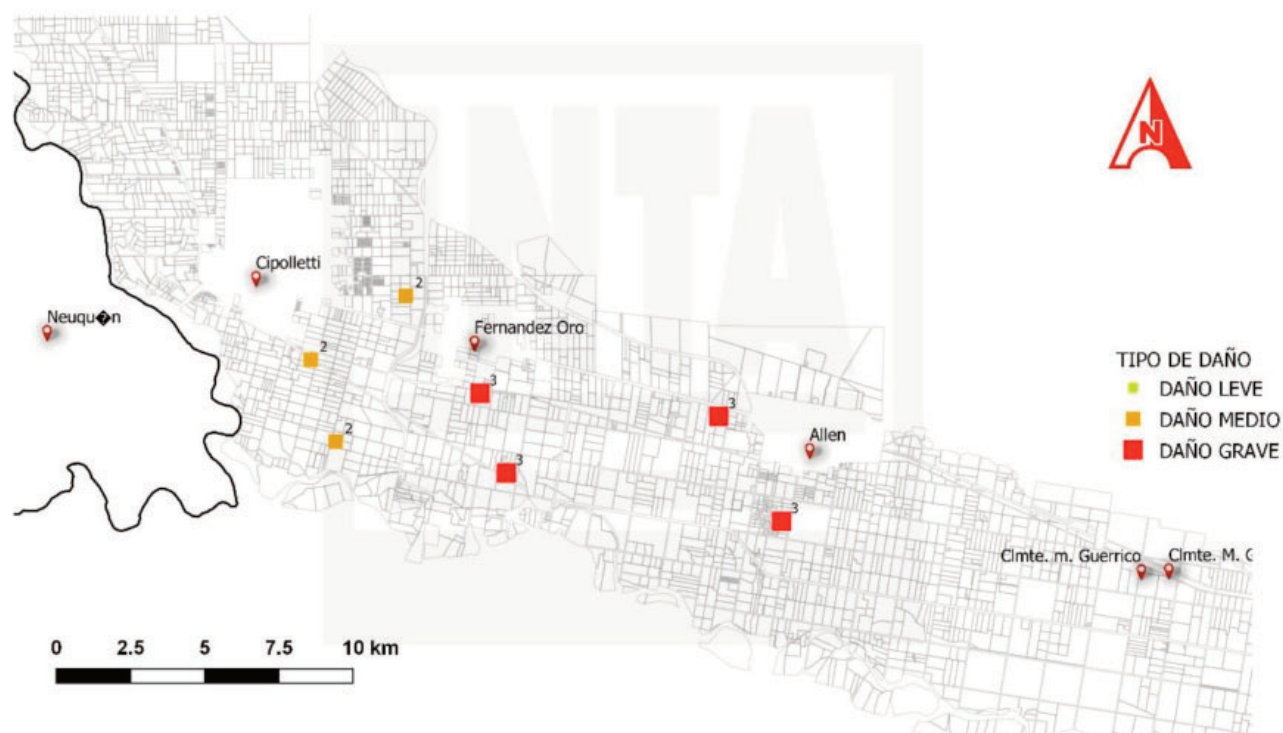 INTA
N
Cipolletti
2
Neuqu�n
Fernandez Oro
2
3
TIPO DE DAÑO
DAÑO LEVE
3
DAÑO MEDIO
2
Allen
DAÑO GRAVE
3
3
Clmte. m. Guerrico
Clmte. M. G
0 2.5 5 7.5 10 km